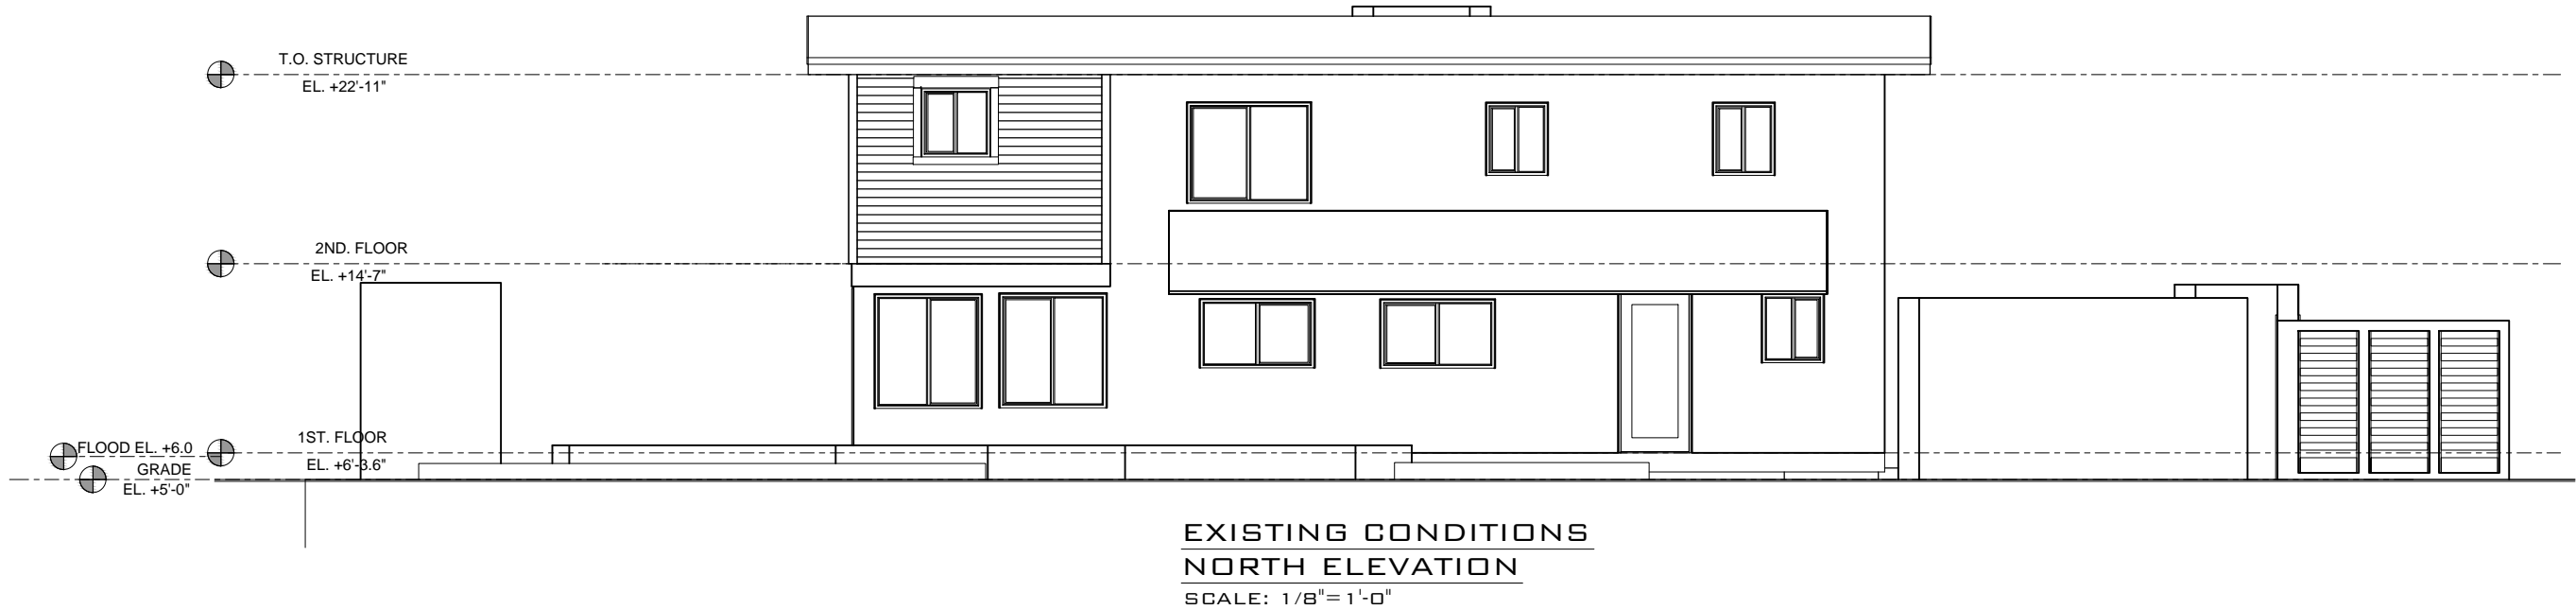 T.O. STRUCTURE
EL. +22'-11"
2ND. FLOOR
EL. +14'-7"
1ST. FLOOR
EL. +6'-3.6"
FLOOD EL. +6.0
GRADE
EL. +5'-0"
EXISTING CONDITIONS
NORTH ELEVATION
SCALE: 1/8"=1'-0"